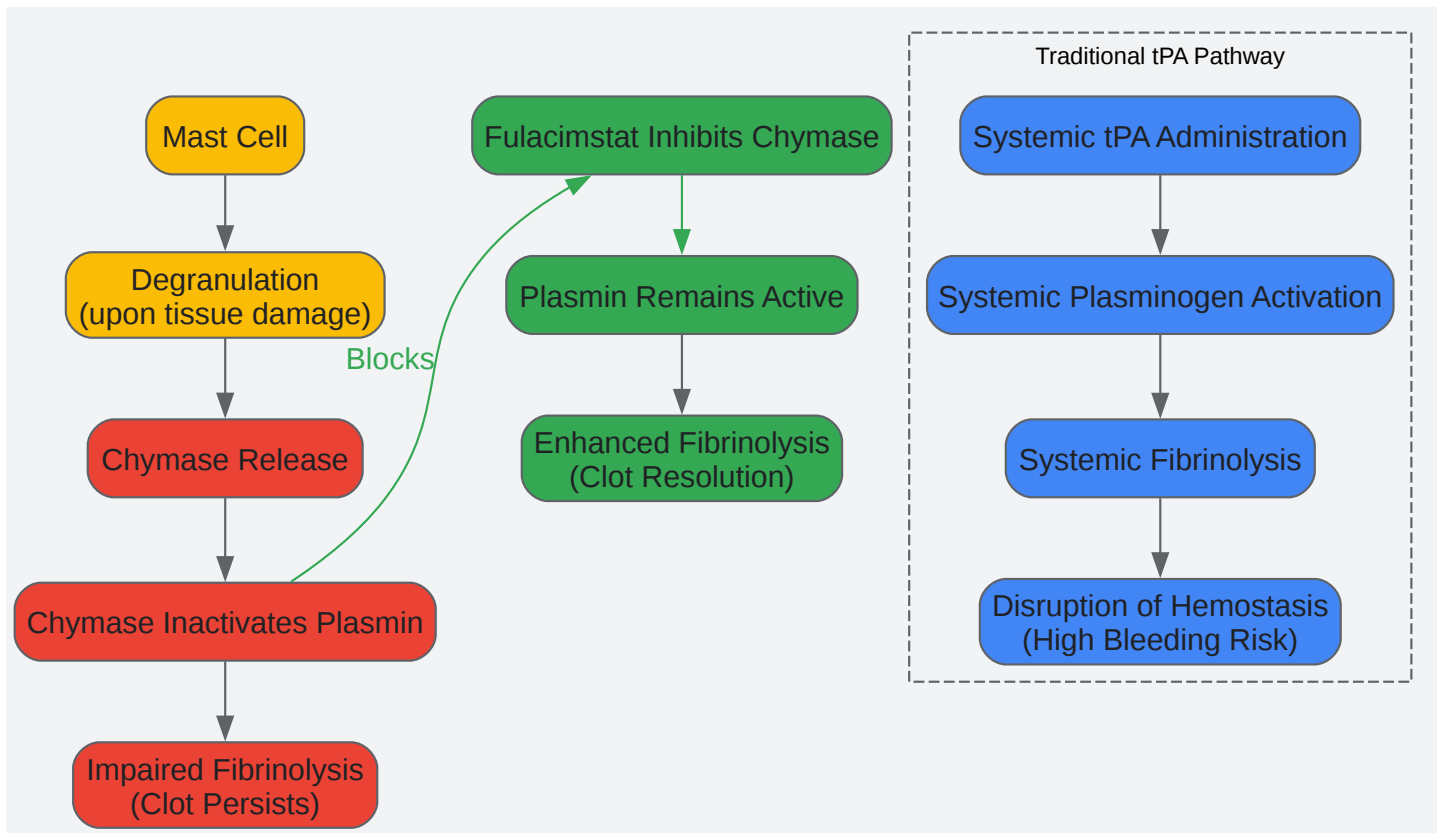 Mast Cell
Degranulation
(upon tissue damage)
Chymase Release
Chymase Inactivates Plasmin
Impaired Fibrinolysis
(Clot Persists)
Blocks
Fulacimstat Inhibits Chymase
Plasmin Remains Active
Enhanced Fibrinolysis
(Clot Resolution)
Traditional tPA Pathway
Systemic tPA Administration
Systemic Plasminogen Activation
Systemic Fibrinolysis
Disruption of Hemostasis
(High Bleeding Risk)